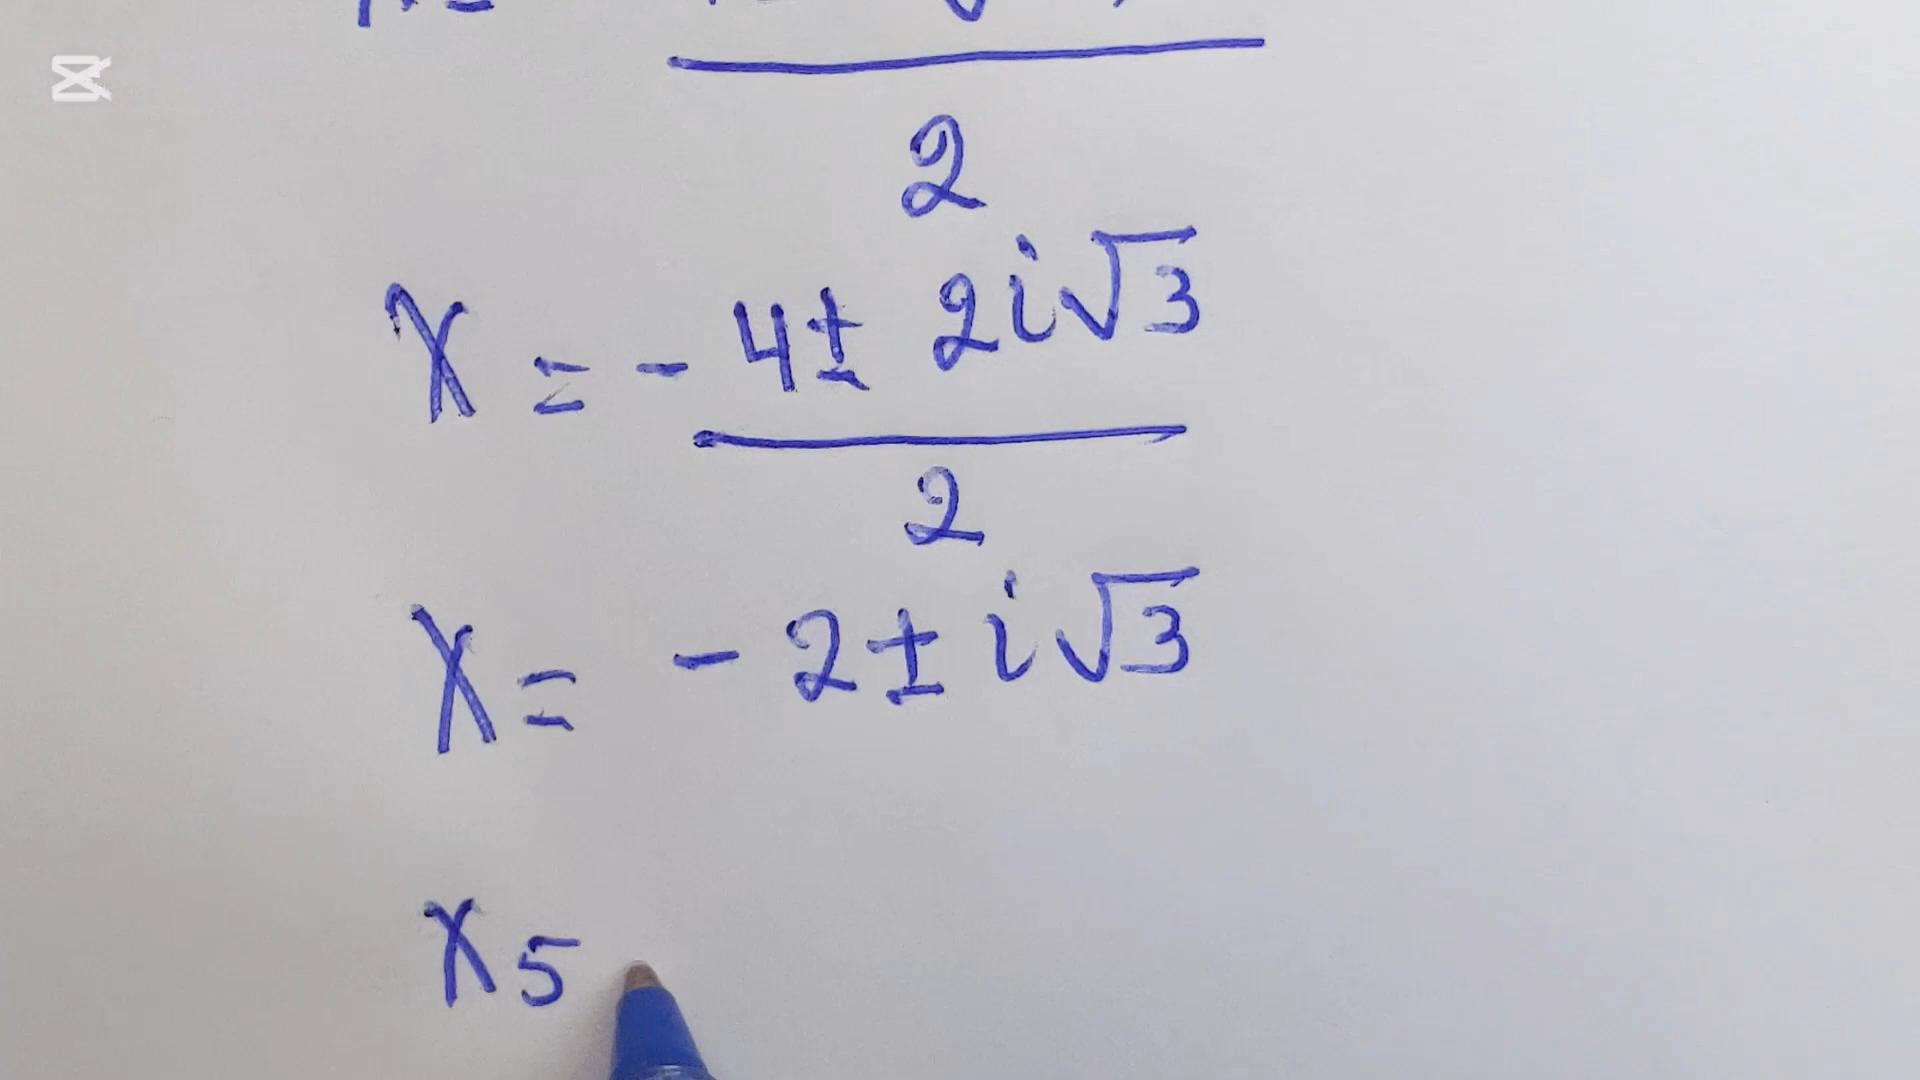 2
x = - 4 ± 2i√3
2
x = - 2 ± i√3
x5